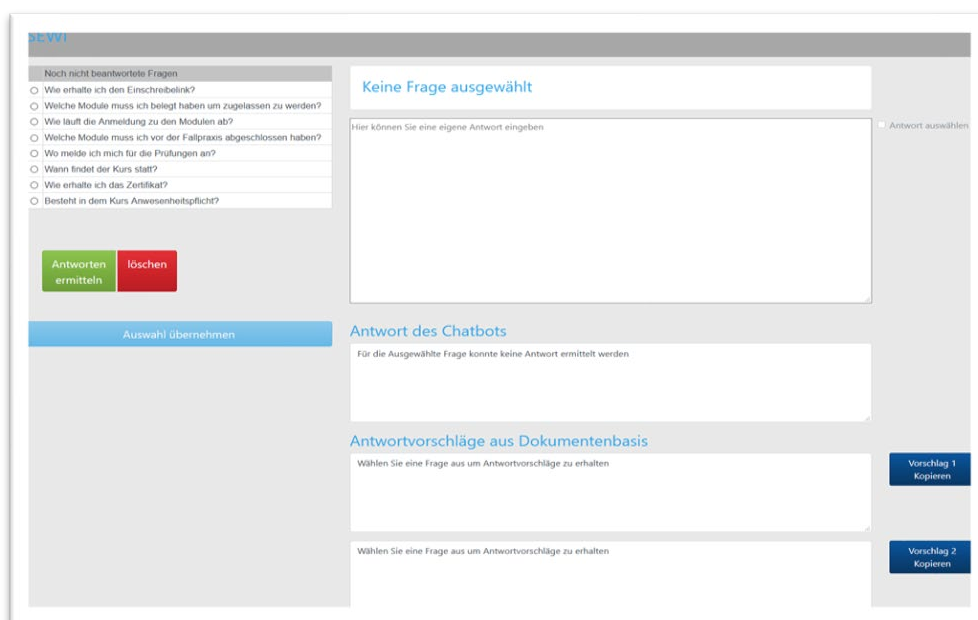 SEWI
Noch nicht beantwortete Fragen
Wie erhalte ich den Einschreibelink?
Welche Module muss ich belegt haben um zugelassen zu werden?
Wie läuft die Anmeldung zu den Modulen ab?
Welche Module muss ich vor der Fallpraxis abgeschlossen haben?
Wo melde ich mich für die Prüfungen an?
Wann findet der Kurs statt?
Wie erhalte ich das Zertifikat?
Besteht in dem Kurs Anwesenheitspflicht?
Antworten
ermitteln
löschen
Auswahl übernehmen
Keine Frage ausgewählt
Hier können Sie eine eigene Antwort eingeben
Antwort auswählen
Antwort des Chatbots
Für die Ausgewählte Frage konnte keine Antwort ermittelt werden
Antwortvorschläge aus Dokumentenbasis
Wählen Sie eine Frage aus um Antwortvorschläge zu erhalten
Vorschlag 1
Kopieren
Wählen Sie eine Frage aus um Antwortvorschläge zu erhalten
Vorschlag 2
Kopieren